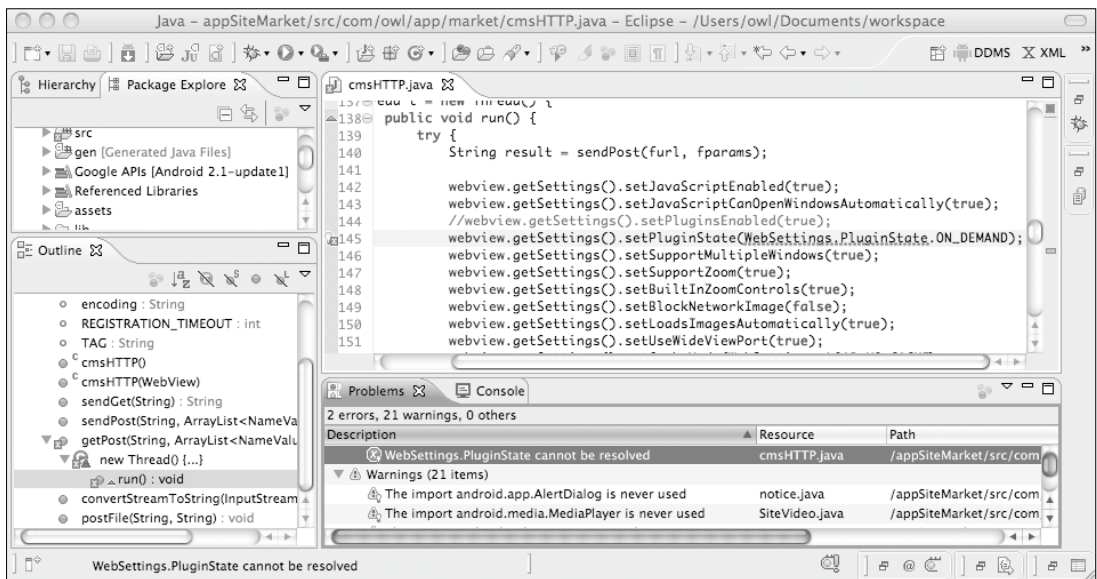 Java – appSiteMarket/src/com/owl/app/market/cmsHTTP.java – Eclipse – /Users/owl/Documents/workspace
DDMS XML »
Hierarchy Package Explore
src
gen [Generated Java Files]
Google APIs [Android 2.1-update1]
Referenced Libraries
assets
lib
Outline
encoding : String
REGISTRATION_TIMEOUT : int
TAG : String
cmsHTTP()
cmsHTTP(WebView)
sendGet(String) : String
sendPost(String, ArrayList<NameVa
getPost(String, ArrayList<NameValu
new Thread() {...}
run() : void
convertStreamToString(InputStream
postFile(String, String) : void
cmsHTTP.java
137 ead t = new Thread() {
138 public void run() {
139 try {
140 String result = sendPost(furl, fparams);
141
142 webview.getSettings().setJavaScriptEnabled(true);
143 webview.getSettings().setJavaScriptCanOpenWindowsAutomatically(true);
144 //webview.getSettings().setPluginsEnabled(true);
145 webview.getSettings().setPluginState(WebSettings.PluginState.ON_DEMAND);
146 webview.getSettings().setSupportMultipleWindows(true);
147 webview.getSettings().setSupportZoom(true);
148 webview.getSettings().setBuiltInZoomControls(true);
149 webview.getSettings().setBlockNetworkImage(false);
150 webview.getSettings().setLoadsImagesAutomatically(true);
151 webview.getSettings().setUseWideViewPort(true);
Problems Console
2 errors, 21 warnings, 0 others
Description Resource Path
WebSettings.PluginState cannot be resolved cmsHTTP.java /appSiteMarket/src/com
Warnings (21 items)
The import android.app.AlertDialog is never used notice.java /appSiteMarket/src/com
The import android.media.MediaPlayer is never used SiteVideo.java /appSiteMarket/src/com
WebSettings.PluginState cannot be resolved